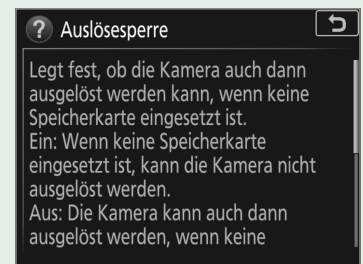 ? Auslösesperre
Legt fest, ob die Kamera auch dann
ausgelöst werden kann, wenn keine
Speicherkarte eingesetzt ist.
Ein: Wenn keine Speicherkarte
eingesetzt ist, kann die Kamera nicht
ausgelöst werden.
Aus: Die Kamera kann auch dann
ausgelöst werden, wenn keine